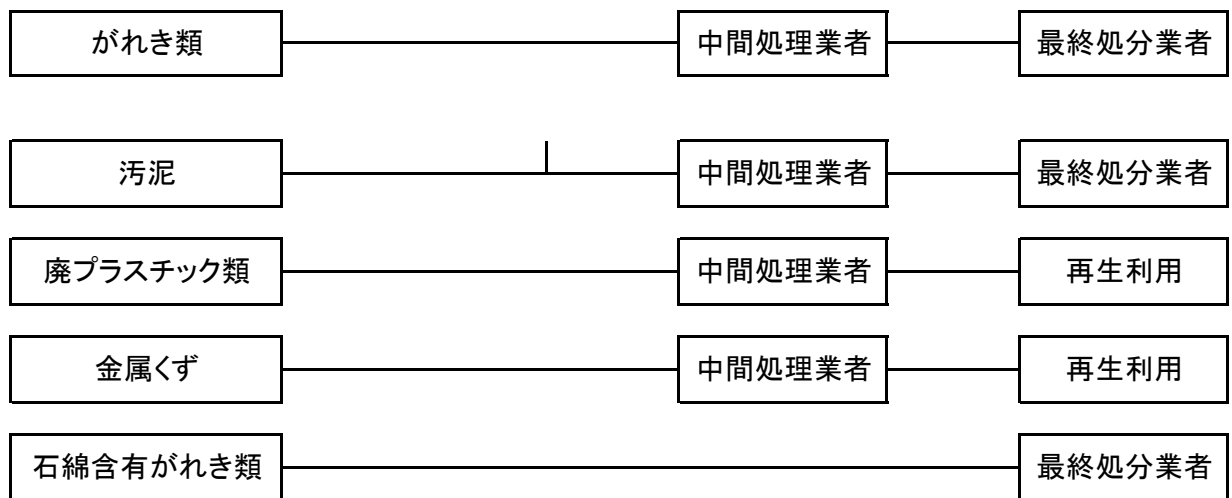 がれき類 中間処理業者 最終処分業者
汚泥 中間処理業者 最終処分業者
廃プラスチック類 中間処理業者 再生利用
金属くず 中間処理業者 再生利用
石綿含有がれき類 最終処分業者